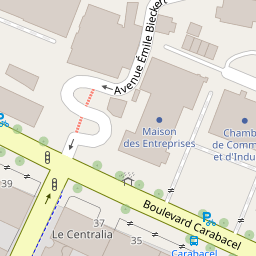 Avenue Émile Bieckert
Maison
des Entreprises
Chamb
de Comm
et d'Indu
Boulevard Carabacel
39
37
35
Le Centralia
Carabacel